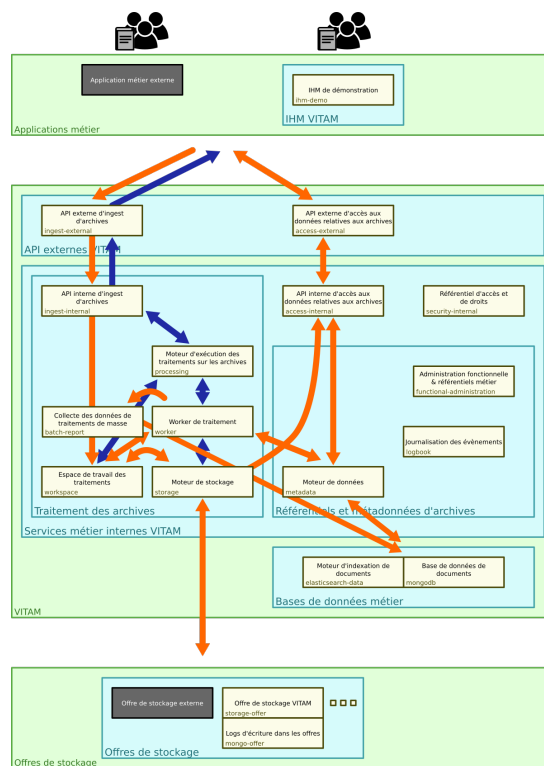 Application métier externe
IHM de démonstration
ihm-demo
IHM VITAM
Applications métier
API externe d'ingest
d'archives
ingest-external
API externe d'accès aux
données relatives aux archives
access-external
API externes VITAM
API interne d'ingest
d'archives
ingest-internal
API interne d'accès aux
données relatives aux archives
access-internal
Référentiel d'accès et
de droits
security-internal
Moteur d'exécution des
traitements sur les archives
processing
Administration fonctionnelle
& référentiels métier
functional-administration
Collecte des données de
traitements de masse
batch-report
Worker de traitement
worker
Journalisation des évènements
logbook
Espace de travail des
traitements
workspace
Moteur de stockage
storage
Moteur de données
metadata
Traitement des archives
Référentiels et métadonnées d'archives
Services métier internes VITAM
Moteur d'indexation de
documents
elasticsearch-data
Base de données de
documents
mongodb
Bases de données métier
VITAM
Offre de stockage externe
Offre de stockage VITAM
storage-offer
Logs d'écriture dans les offres
mongo-offer
Offres de stockage
Offres de stockage